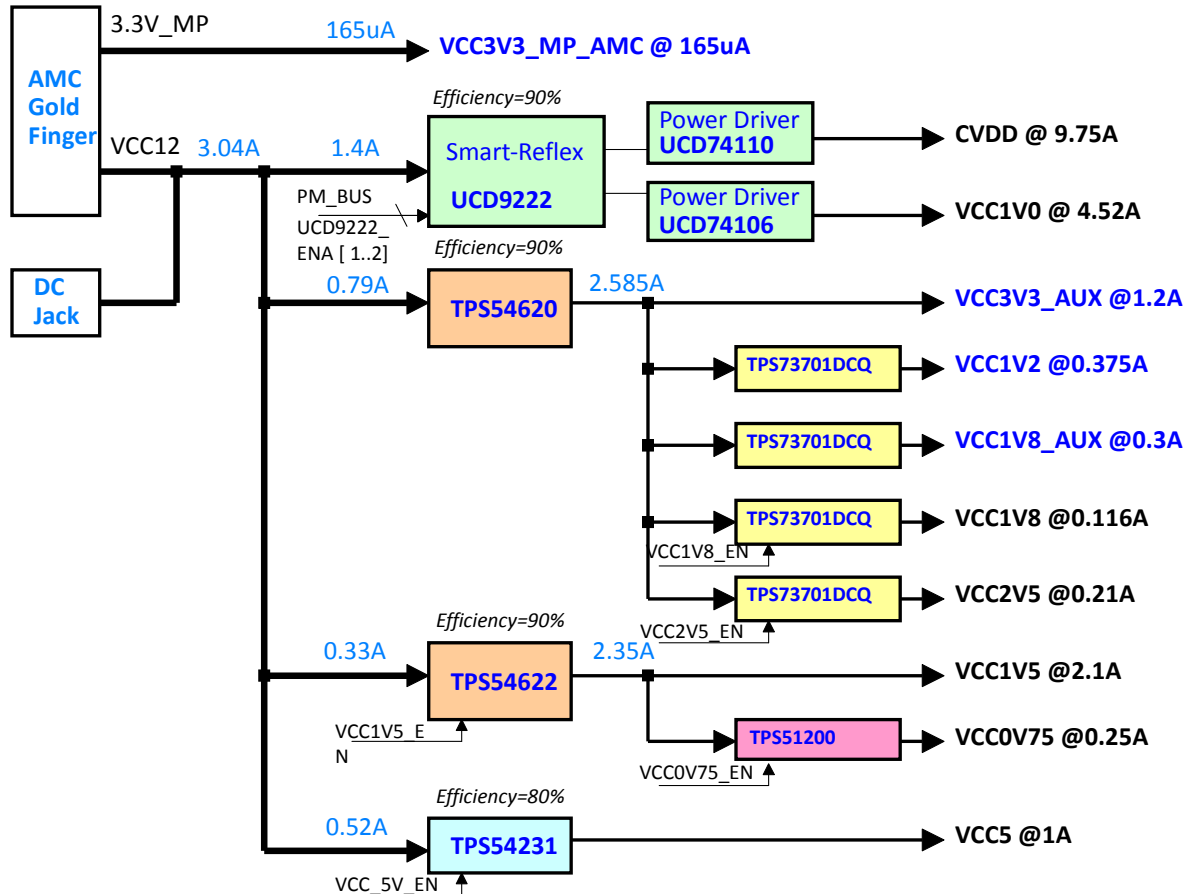 3.3V_MP
165uA
VCC3V3_MP_AMC @ 165uA
AMC
Gold
Finger
VCC12
3.04A
1.4A
Efficiency=90%
Smart-Reflex
UCD9222
Power Driver
UCD74110
CVDD @ 9.75A
Power Driver
UCD74106
VCC1V0 @ 4.52A
PM_BUS
UCD9222_
ENA [ 1..2]
DC
Jack
Efficiency=90%
0.79A
TPS54620
2.585A
VCC3V3_AUX @1.2A
TPS73701DCQ
VCC1V2 @0.375A
TPS73701DCQ
VCC1V8_AUX @0.3A
TPS73701DCQ
VCC1V8 @0.116A
VCC1V8_EN
TPS73701DCQ
VCC2V5 @0.21A
VCC2V5_EN
Efficiency=90%
0.33A
TPS54622
2.35A
VCC1V5 @2.1A
VCC1V5_E
N
TPS51200
VCC0V75 @0.25A
VCC0V75_EN
Efficiency=80%
0.52A
TPS54231
VCC5 @1A
VCC_5V_EN